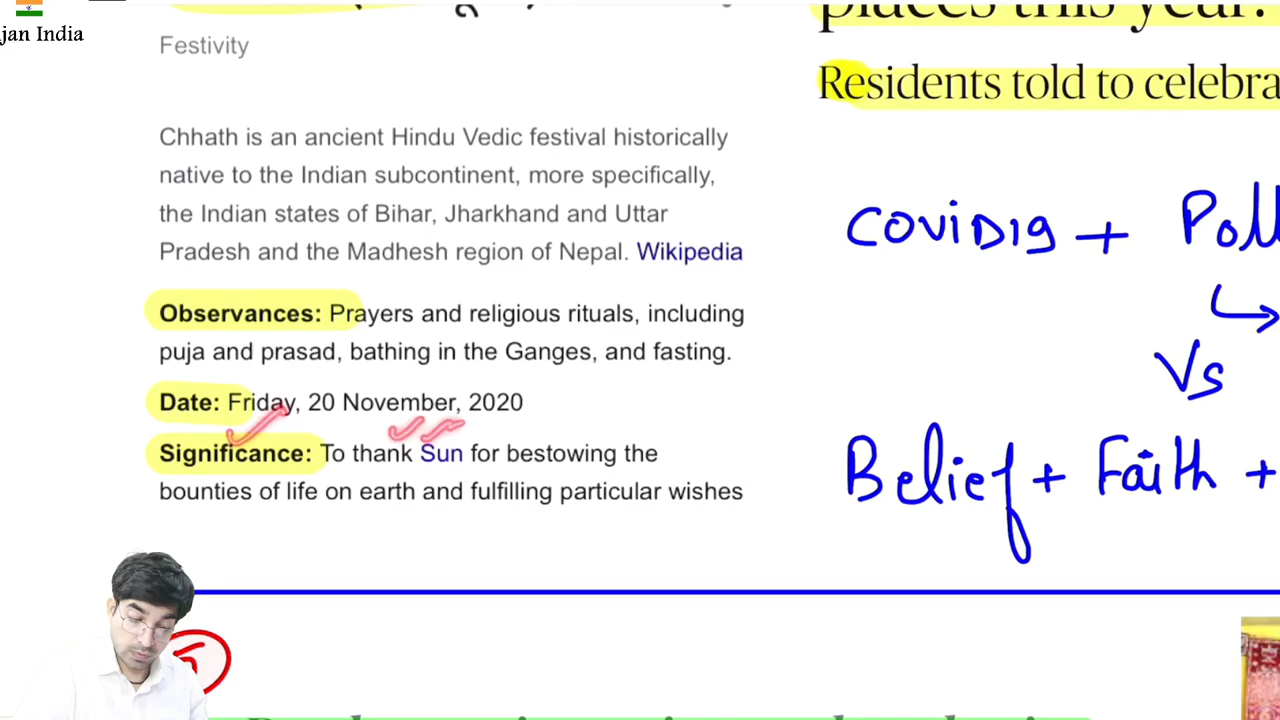 jan India
Festivity
Chhath is an ancient Hindu Vedic festival historically
native to the Indian subcontinent, more specifically,
the Indian states of Bihar, Jharkhand and Uttar
Pradesh and the Madhesh region of Nepal. Wikipedia
Observances: Prayers and religious rituals, including
puja and prasad, bathing in the Ganges, and fasting.
Date: Friday, 20 November, 2020
Significance: To thank Sun for bestowing the
bounties of life on earth and fulfilling particular wishes
places this year.
Residents told to celebra
COVID19 + Poll
Vs
Belief + Faith +